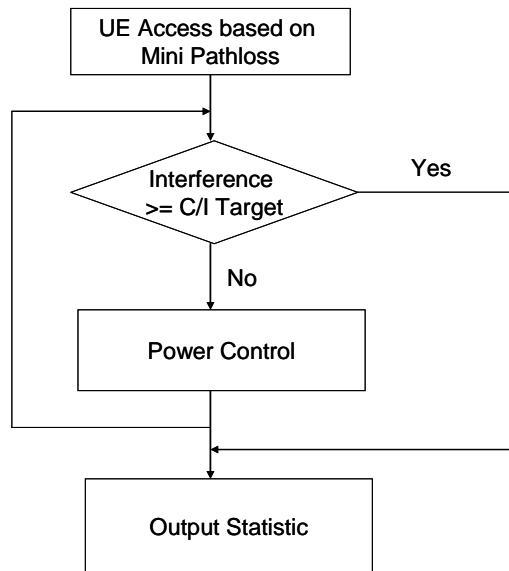 UE Access based on
Mini Pathloss
Interference
>= C/I Target
Yes
No
Power Control
Output Statistic